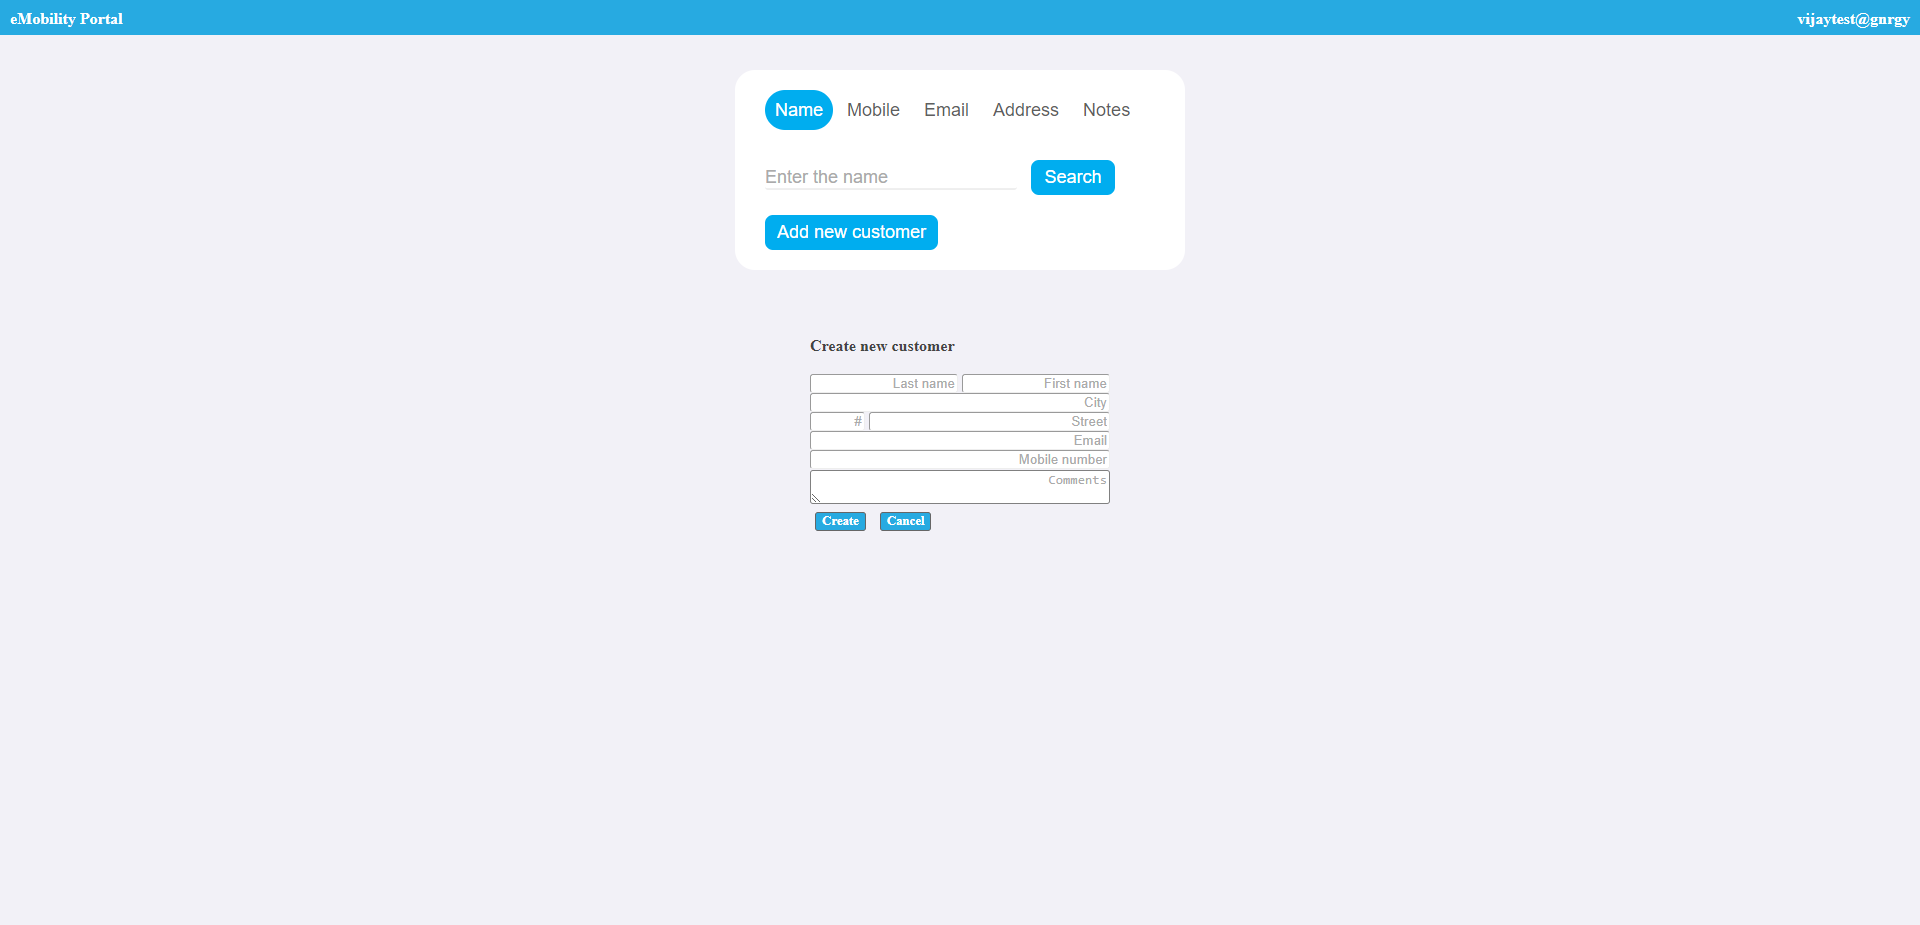 eMobility Portal vijaytest@gnrgy
Name Mobile Email Address Notes
Enter the name Search
Add new customer
Create new customer
Last name First name
City
# Street
Email
Mobile number
Comments
Create Cancel